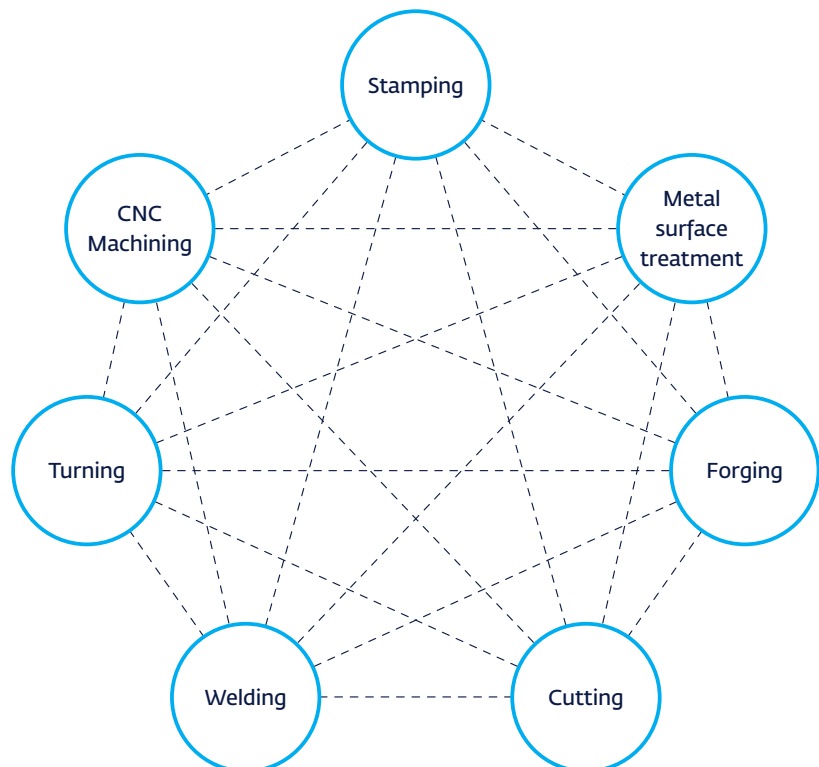 Stamping
CNC
Machining
Metal
surface
treatment
Turning
Forging
Welding
Cutting